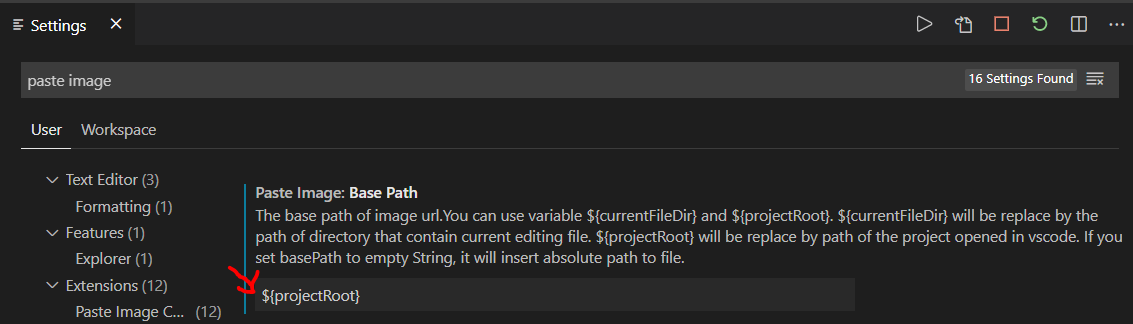 Settings
paste image
16 Settings Found
User Workspace
Text Editor (3)
Formatting (1)
Features (1)
Explorer (1)
Extensions (12)
Paste Image C... (12)
Paste Image: Base Path
The base path of image url.You can use variable ${currentFileDir} and ${projectRoot}. ${currentFileDir} will be replace by the
path of directory that contain current editing file. ${projectRoot} will be replace by path of the project opened in vscode. If you
set basePath to empty String, it will insert absolute path to file.
${projectRoot}